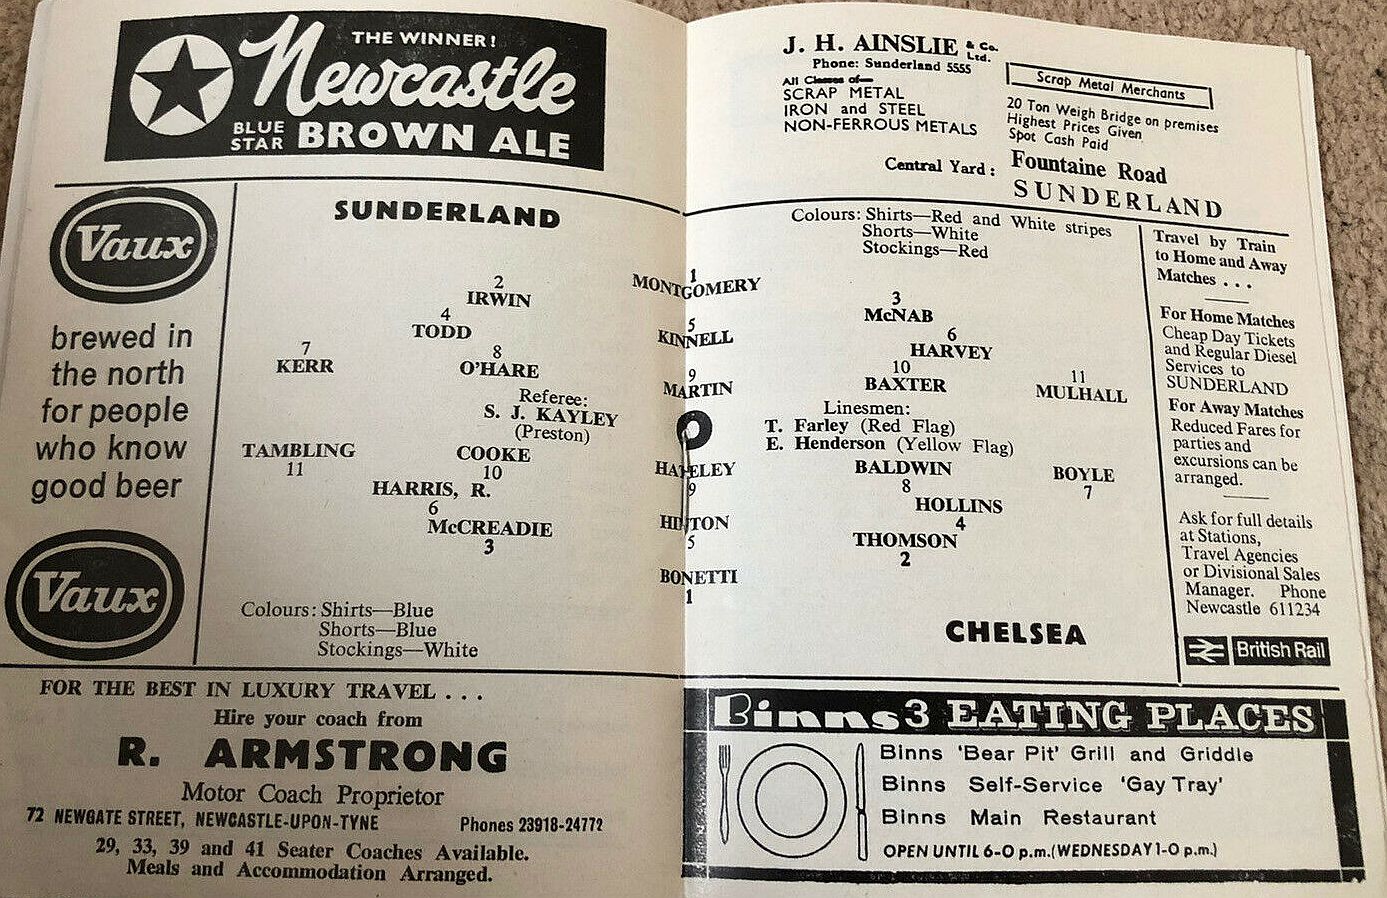 THE WINNER!
Newcastle
BLUE STAR BROWN ALE
J. H. AINSLIE & Co. Ltd.
Phone: Sunderland 5555
All Classes of—
SCRAP METAL
IRON and STEEL
NON-FERROUS METALS
Scrap Metal Merchants
20 Ton Weigh Bridge on premises
Highest Prices Given
Spot Cash Paid
Central Yard: Fountaine Road
SUNDERLAND
Vaux
brewed in
the north
for people
who know
good beer
Vaux
SUNDERLAND
Colours: Shirts—Red and White stripes
Shorts—White
Stockings—Red
1
MONTGOMERY
2
IRWIN
3
McNAB
4
TODD
5
KINNELL
6
HARVEY
7
KERR
8
O'HARE
9
MARTIN
10
BAXTER
11
MULHALL
Referee:
S. J. KAYLEY
(Preston)
Linesmen:
T. Farley (Red Flag)
E. Henderson (Yellow Flag)
TAMBLING
11
COOKE
10
HATELEY
9
BALDWIN
8
BOYLE
7
HARRIS, R.
6
HINTON
5
HOLLINS
4
McCREADIE
3
THOMSON
2
BONETTI
1
Colours: Shirts—Blue
Shorts—Blue
Stockings—White
CHELSEA
Travel by Train
to Home and Away
Matches . . .
For Home Matches
Cheap Day Tickets
and Regular Diesel
Services to
SUNDERLAND
For Away Matches
Reduced Fares for
parties and
excursions can be
arranged.
Ask for full details
at Stations,
Travel Agencies
or Divisional Sales
Manager. Phone
Newcastle 611234
British Rail
FOR THE BEST IN LUXURY TRAVEL . . .
Hire your coach from
R. ARMSTRONG
Motor Coach Proprietor
72 NEWGATE STREET, NEWCASTLE-UPON-TYNE Phones 23918-24772
29, 33, 39 and 41 Seater Coaches Available.
Meals and Accommodation Arranged.
Binns 3 EATING PLACES
Binns 'Bear Pit' Grill and Griddle
Binns Self-Service 'Gay Tray'
Binns Main Restaurant
OPEN UNTIL 6-0 p.m.(WEDNESDAY 1-0 p.m.)